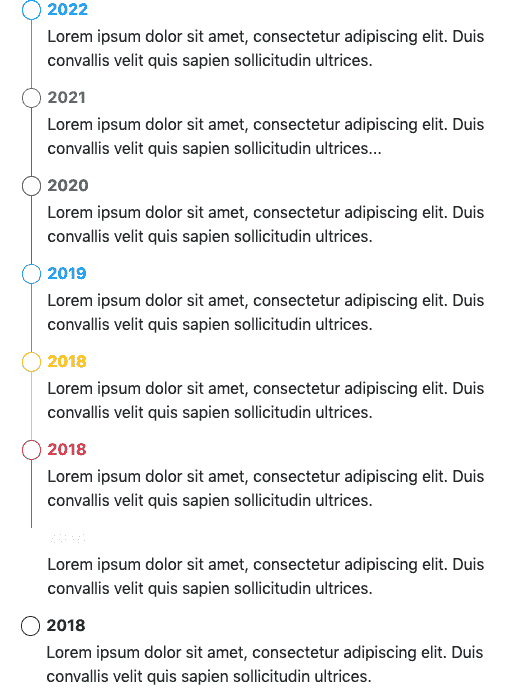 2022
Lorem ipsum dolor sit amet, consectetur adipiscing elit. Duis
convallis velit quis sapien sollicitudin ultrices.
2021
Lorem ipsum dolor sit amet, consectetur adipiscing elit. Duis
convallis velit quis sapien sollicitudin ultrices...
2020
Lorem ipsum dolor sit amet, consectetur adipiscing elit. Duis
convallis velit quis sapien sollicitudin ultrices.
2019
Lorem ipsum dolor sit amet, consectetur adipiscing elit. Duis
convallis velit quis sapien sollicitudin ultrices.
2018
Lorem ipsum dolor sit amet, consectetur adipiscing elit. Duis
convallis velit quis sapien sollicitudin ultrices.
2018
Lorem ipsum dolor sit amet, consectetur adipiscing elit. Duis
convallis velit quis sapien sollicitudin ultrices.
Lorem ipsum dolor sit amet, consectetur adipiscing elit. Duis
convallis velit quis sapien sollicitudin ultrices.
2018
Lorem ipsum dolor sit amet, consectetur adipiscing elit. Duis
convallis velit quis sapien sollicitudin ultrices.